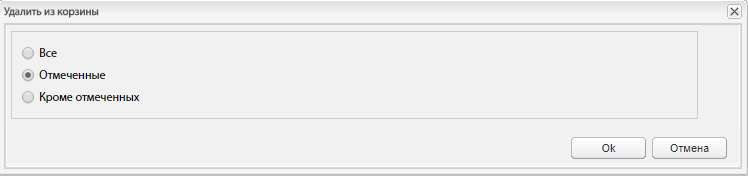 Удалить из корзины
Все
Отмеченные
Кроме отмеченных
Ok
Отмена